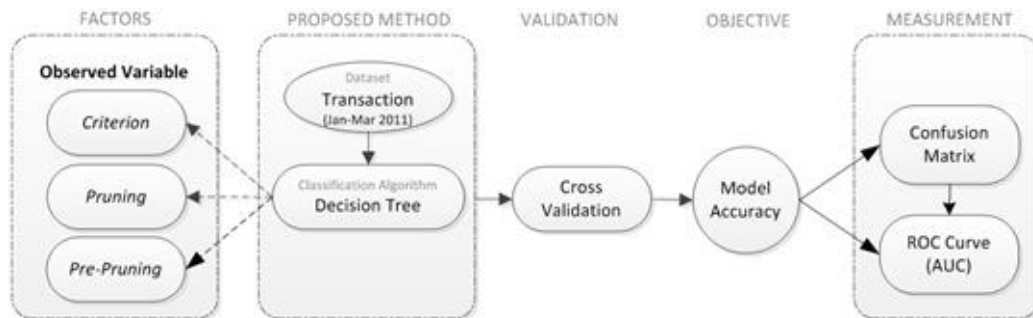 FACTORS
Observed Variable
Criterion
Pruning
Pre-Pruning
PROPOSED METHOD
Dataset
Transaction
(Jan-Mar 2011)
Classification Algorithm
Decision Tree
VALIDATION
Cross
Validation
OBJECTIVE
Model
Accuracy
MEASUREMENT
Confusion
Matrix
ROC Curve
(AUC)